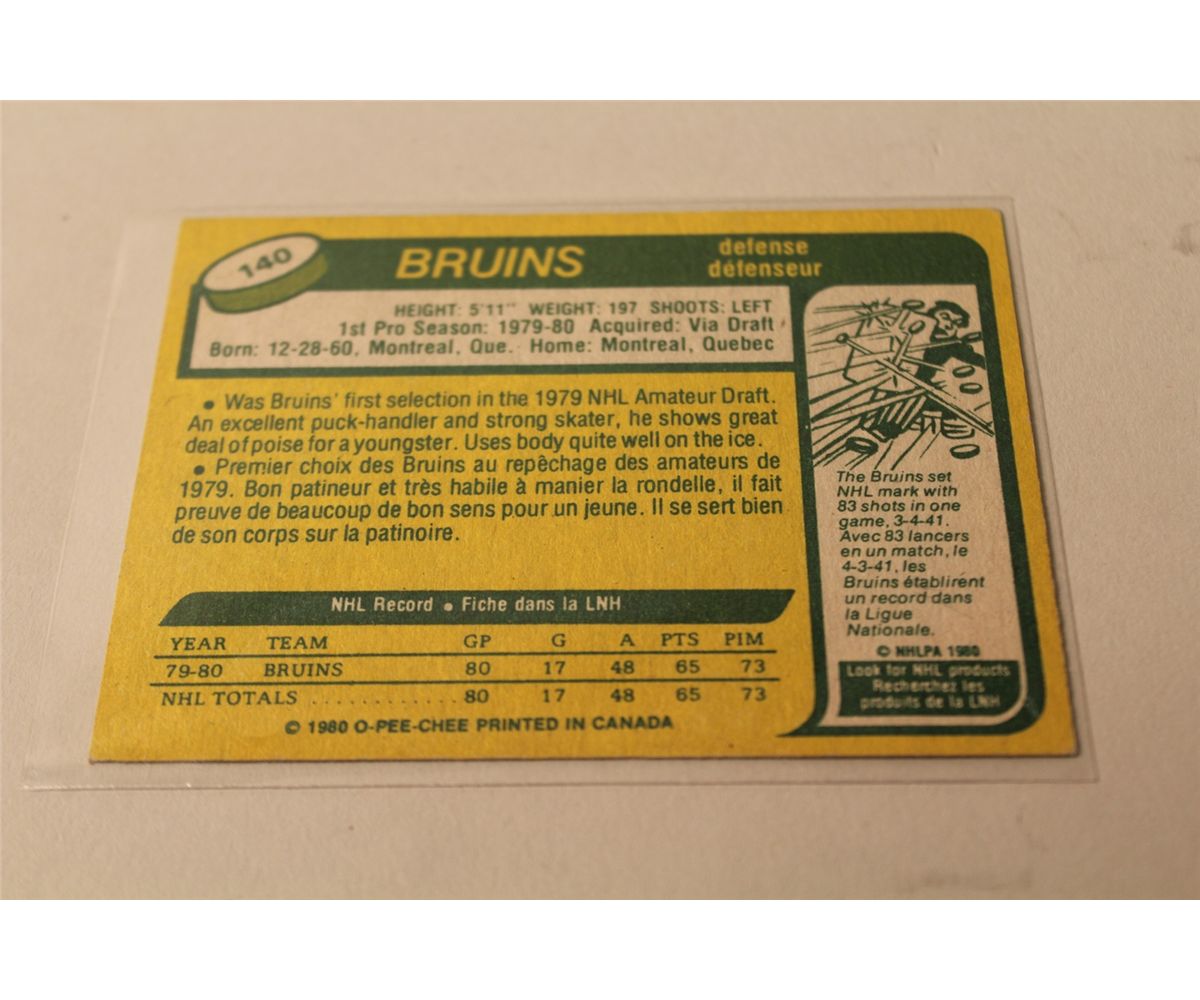 140
BRUINS
defense
défenseur
HEIGHT: 5'11" WEIGHT: 197 SHOOTS: LEFT
1st Pro Season: 1979-80 Acquired: Via Draft
Born: 12-28-60, Montreal, Que. Home: Montreal, Quebec
• Was Bruins' first selection in the 1979 NHL Amateur Draft.
An excellent puck-handler and strong skater, he shows great
deal of poise for a youngster. Uses body quite well on the ice.
• Premier choix des Bruins au repêchage des amateurs de
1979. Bon patineur et très habile à manier la rondelle, il fait
preuve de beaucoup de bon sens pour un jeune. Il se sert bien
de son corps sur la patinoire.
NHL Record • Fiche dans la LNH
YEAR TEAM GP G A PTS PIM
79-80 BRUINS 80 17 48 65 73
NHL TOTALS . . . . . . . . . . . . 80 17 48 65 73
© 1980 O-PEE-CHEE PRINTED IN CANADA
The Bruins set
NHL mark with
83 shots in one
game, 3-4-41.
Avec 83 lancers
en un match, le
4-3-41, les
Bruins établirent
un record dans
la Ligue
Nationale.
© NHLPA 1980
Look for NHL products
Recherchez les
produits de la LNH